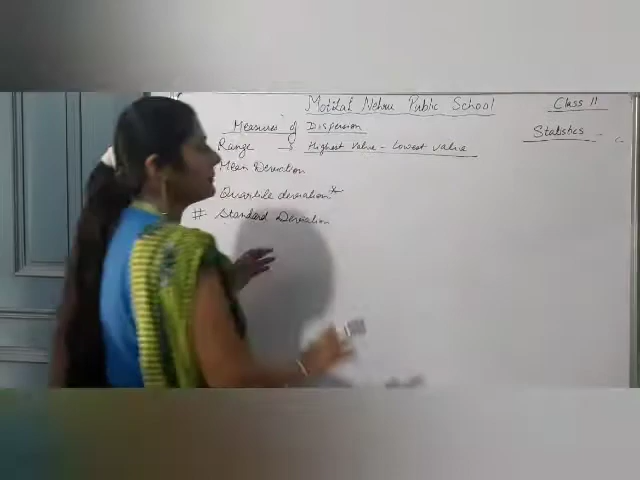 Motilal Nehru Public School
Class 11
Measures of Dispersion
Statistics
Range → Highest value - Lowest value
Mean Deviation
Quartile deviation*
# Standard Deviation